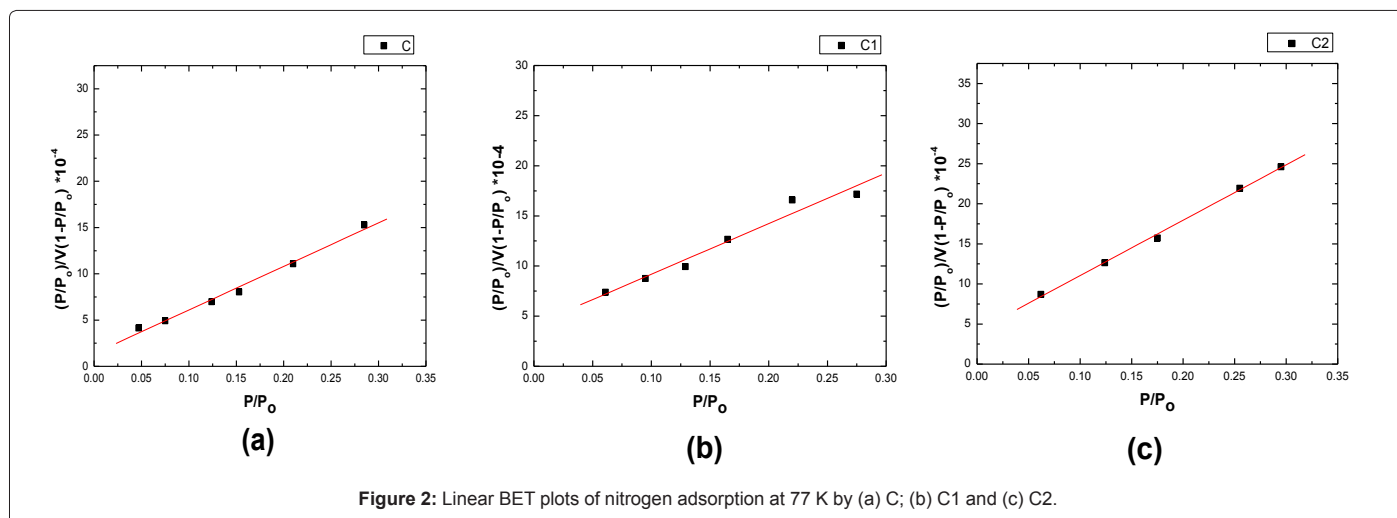 C
30
25
20
15
10
5
0
0.00 0.05 0.10 0.15 0.20 0.25 0.30 0.35
(P/Po)/V(1-P/Po) *10-4
P/Po
(a)
C1
30
25
20
15
10
5
0
0.00 0.05 0.10 0.15 0.20 0.25 0.30
(P/Po)/V(1-P/Po) *10-4
P/Po
(b)
C2
35
30
25
20
15
10
5
0
0.00 0.05 0.10 0.15 0.20 0.25 0.30 0.35
(P/Po)/V(1-P/Po) *10-4
P/Po
(c)
Figure 2: Linear BET plots of nitrogen adsorption at 77 K by (a) C; (b) C1 and (c) C2.